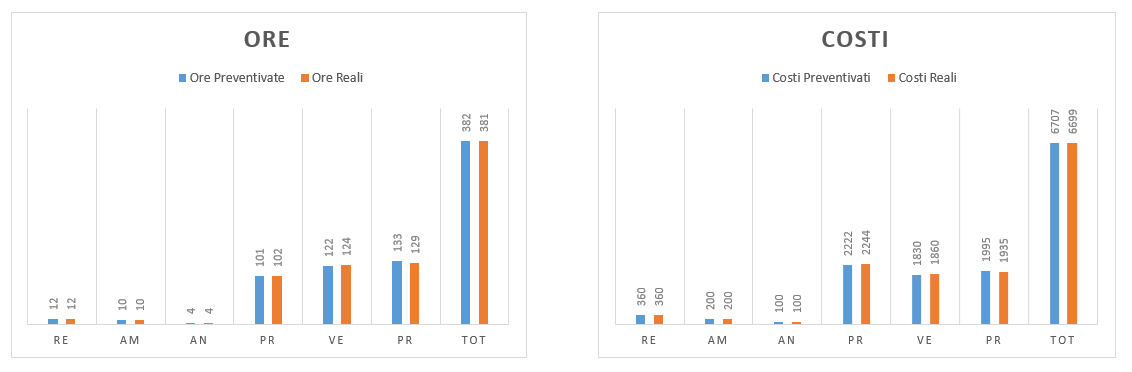 ORE
Ore Preventivate Ore Reali
12 12 10 10 4 4 101 102 122 124 133 129 382 381
RE AM AN PR VE PR TOT
COSTI
Costi Preventivati Costi Reali
360 360 200 200 100 100 2222 2244 1830 1860 1995 1935 6707 6699
RE AM AN PR VE PR TOT